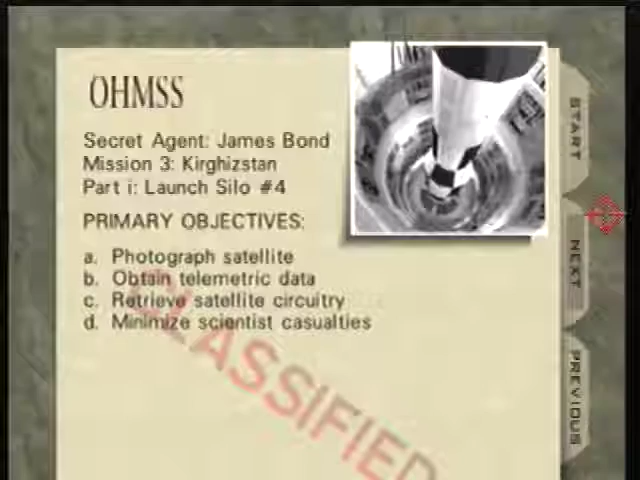 OHMSS
Secret Agent: James Bond
Mission 3: Kirghizstan
Part i: Launch Silo #4
PRIMARY OBJECTIVES:
a. Photograph satellite
b. Obtain telemetric data
c. Retrieve satellite circuitry
d. Minimize scientist casualties
CLASSIFIED
START
NEXT
PREVIOUS